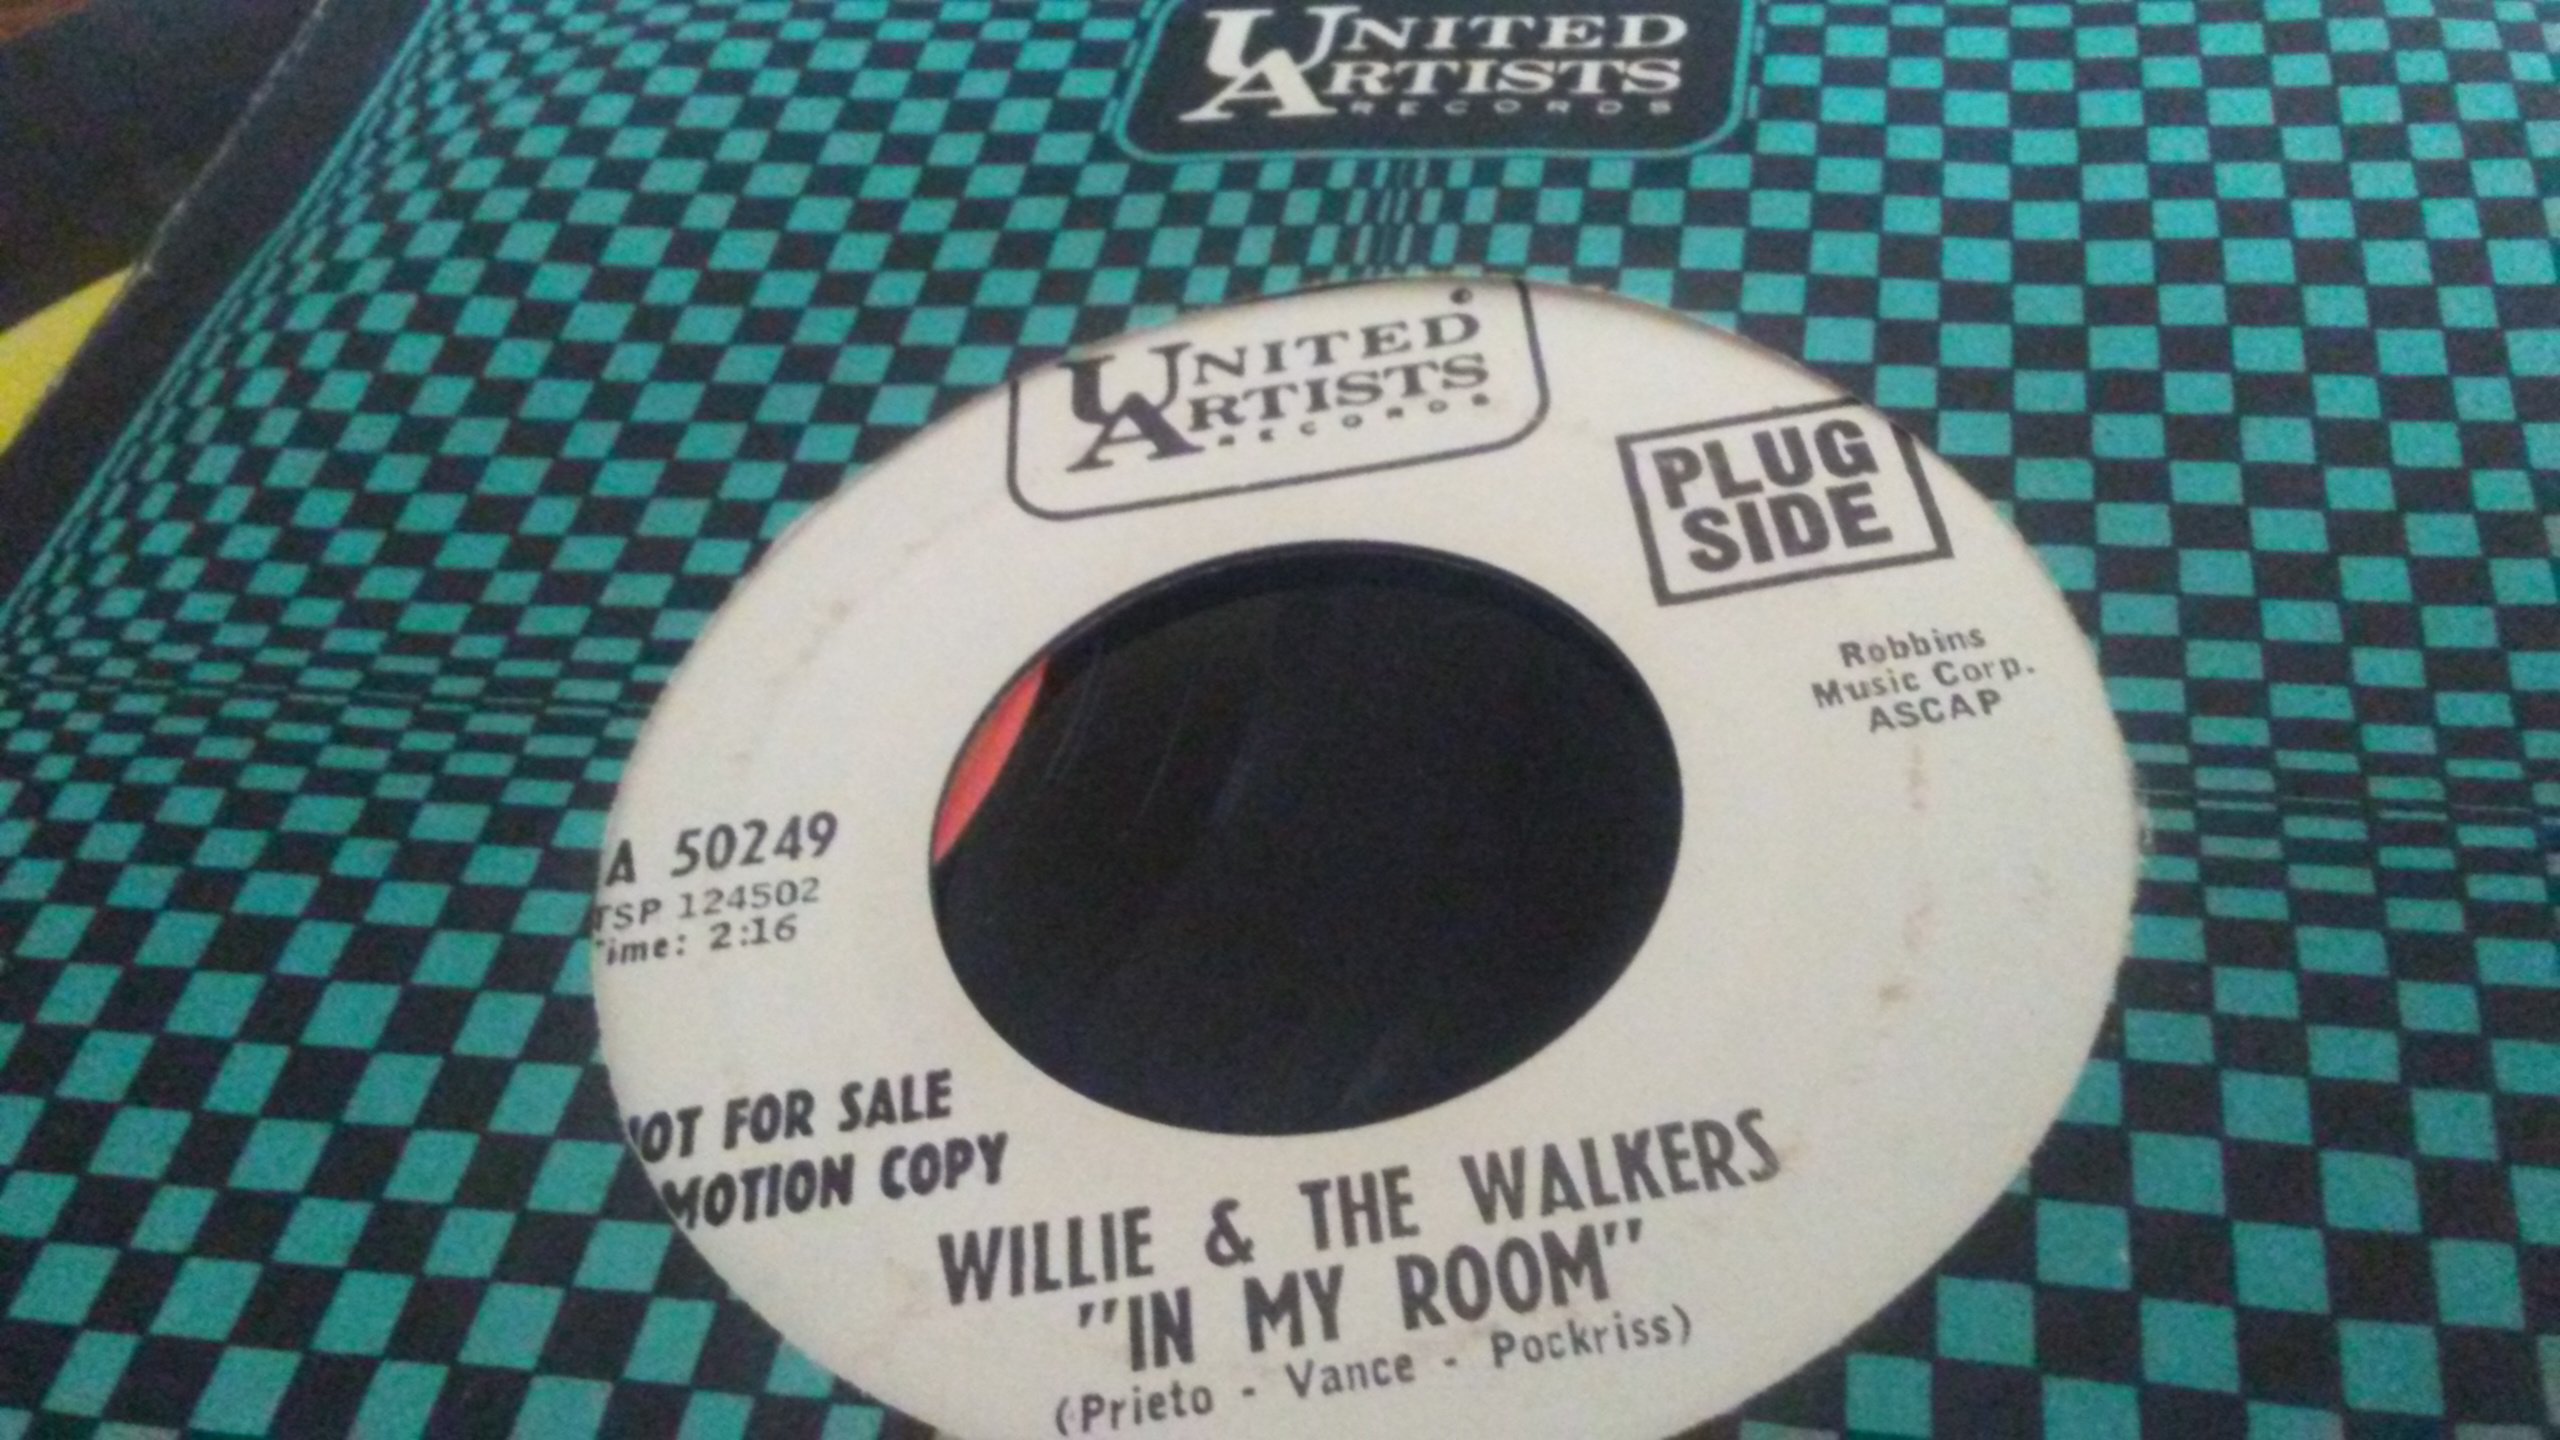 UNITED
ARTISTS
RECORDS
UNITED
ARTISTS
RECORDS
PLUG
SIDE
Robbins
Music Corp.
ASCAP
A 50249
TSP 124502
ime: 2:16
OT FOR SALE
MOTION COPY
WILLIE & THE WALKERS
"IN MY ROOM"
(Prieto - Vance - Pockriss)